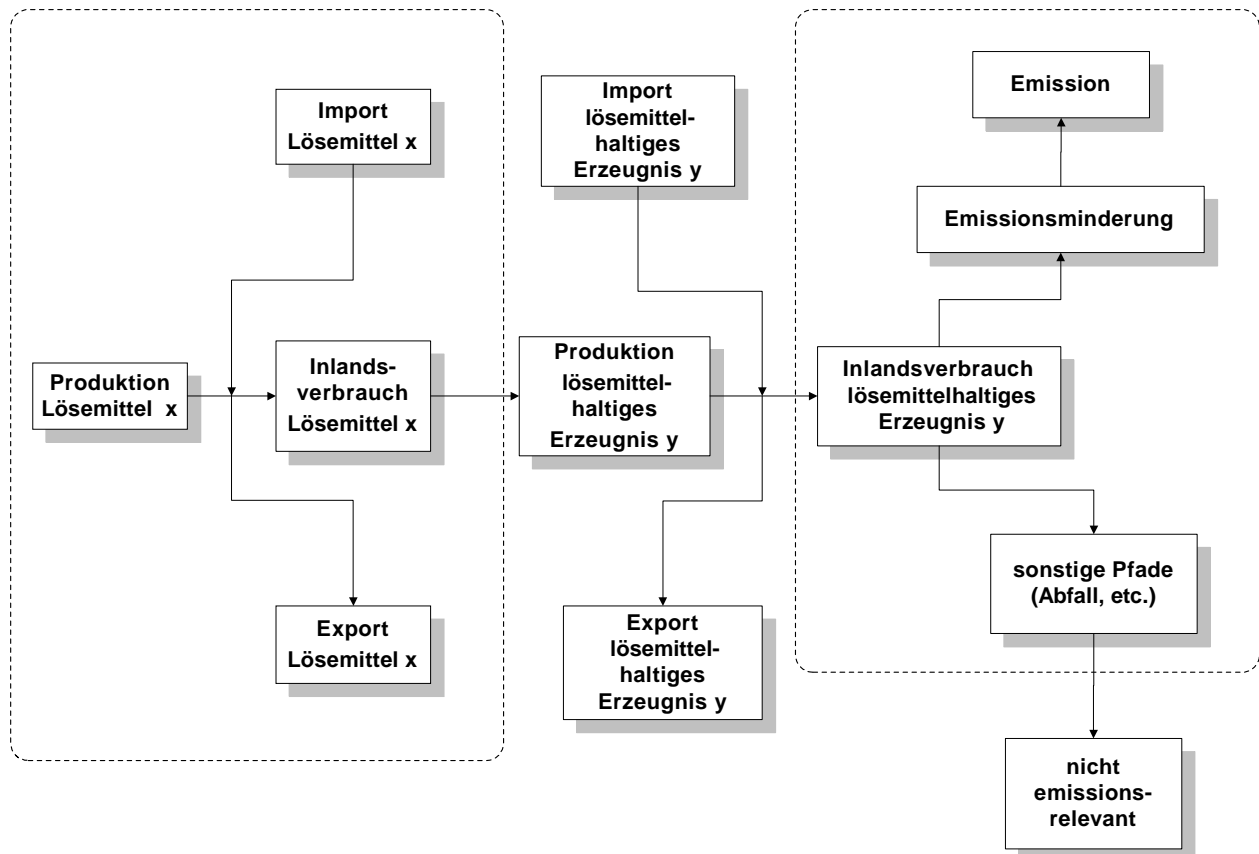 Import
Lösemittel x
Import
lösemittel-
haltiges
Erzeugnis y
Emission
Emissionsminderung
Produktion
Lösemittel x
Inlands-
verbrauch
Lösemittel x
Produktion
lösemittel-
haltiges
Erzeugnis y
Inlandsverbrauch
lösemittelhaltiges
Erzeugnis y
sonstige Pfade
(Abfall, etc.)
Export
Lösemittel x
Export
lösemittel-
haltiges
Erzeugnis y
nicht
emissions-
relevant